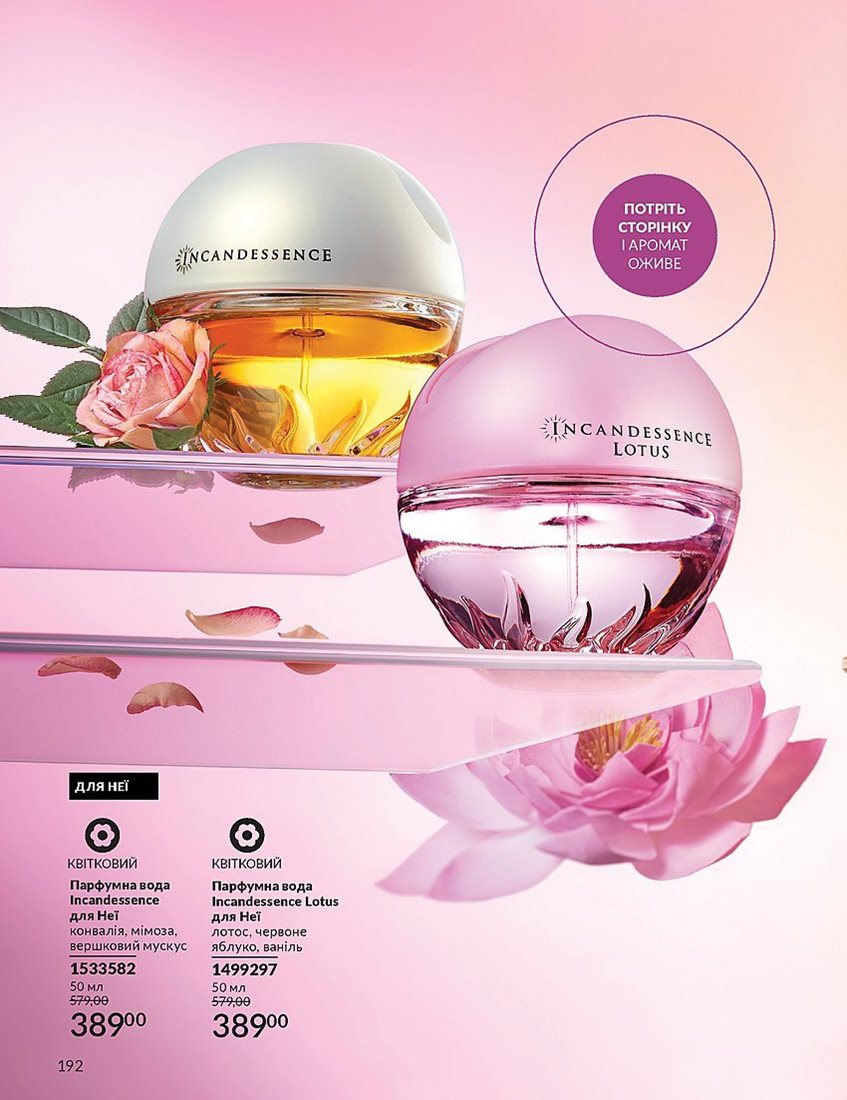 INCANDESSENCE
ПОТРІТЬ
СТОРІНКУ
І АРОМАТ
ОЖИВЕ
INCANDESSENCE
LOTUS
ДЛЯ НЕЇ
КВІТКОВИЙ
Парфумна вода
Incandessence
для Неї
конвалія, мімоза,
вершковий мускус
1533582
50 мл
579,00
38900
КВІТКОВИЙ
Парфумна вода
Incandessence Lotus
для Неї
лотос, червоне
яблуко, ваніль
1499297
50 мл
579,00
38900
192